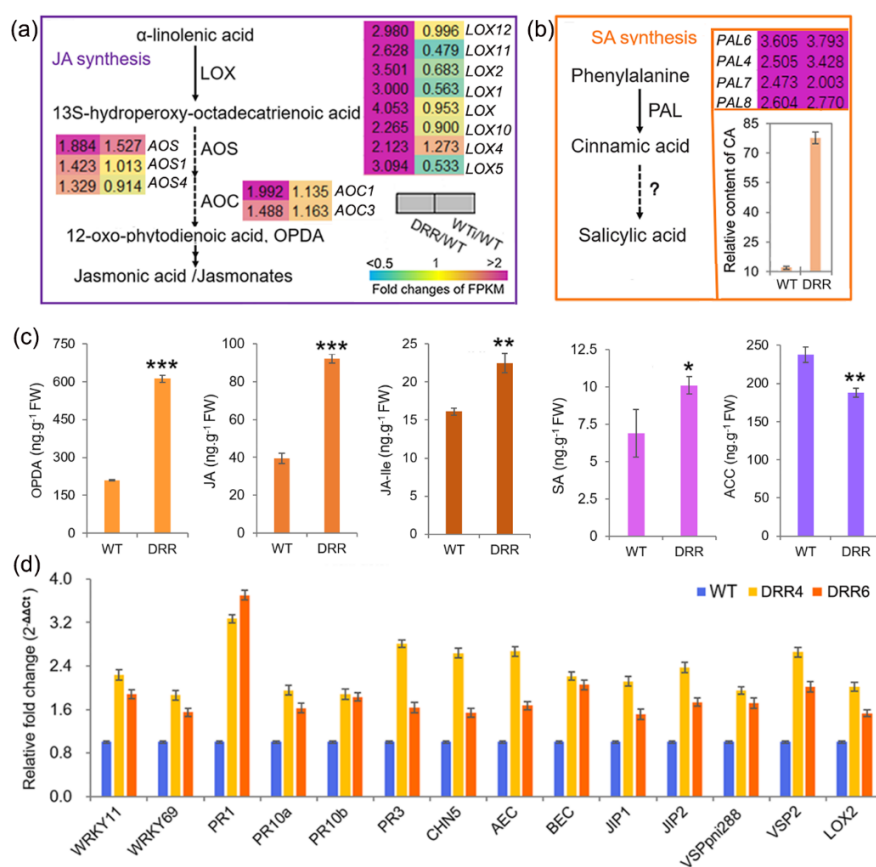 (a)
α-linolenic acid
JA synthesis
LOX
13S-hydroperoxy-octadecatrienoic acid
AOS
AOC
12-oxo-phytodienoic acid, OPDA
Jasmonic acid /Jasmonates
1.884 1.527 AOS
1.423 1.013 AOS1
1.329 0.914 AOS4
1.992 1.135 AOC1
1.488 1.163 AOC3
2.980 0.996 LOX12
2.628 0.479 LOX11
3.501 0.683 LOX2
3.000 0.563 LOX1
4.053 0.953 LOX
2.265 0.900 LOX10
2.123 1.273 LOX4
3.094 0.533 LOX5
DRR/WT WTi/WT
<0.5 1 >2
Fold changes of FPKM
(b)
SA synthesis
Phenylalanine
PAL
Cinnamic acid
?
Salicylic acid
PAL6 3.605 3.793
PAL4 2.505 3.428
PAL7 2.473 2.003
PAL8 2.604 2.770
Relative content of CA
90
70
50
30
10
WT DRR
(c)
OPDA (ng.g⁻¹ FW)
750
600
450
300
150
0
***
WT DRR
JA (ng.g⁻¹ FW)
100
80
60
40
20
0
***
WT DRR
JA-Ile (ng.g⁻¹ FW)
25
20
15
10
5
0
**
WT DRR
SA (ng.g⁻¹ FW)
12.5
10
7.5
5
2.5
0
*
WT DRR
ACC (ng.g⁻¹ FW)
250
200
150
100
50
0
**
WT DRR
(d)
WT DRR4 DRR6
Relative fold change (2^-ΔΔCt)
4.0
3.2
2.4
1.6
0.8
0.0
WRKY11
WRKY69
PR1
PR10a
PR10b
PR3
CHN5
AEC
BEC
JIP1
JIP2
VSPpni288
VSP2
LOX2